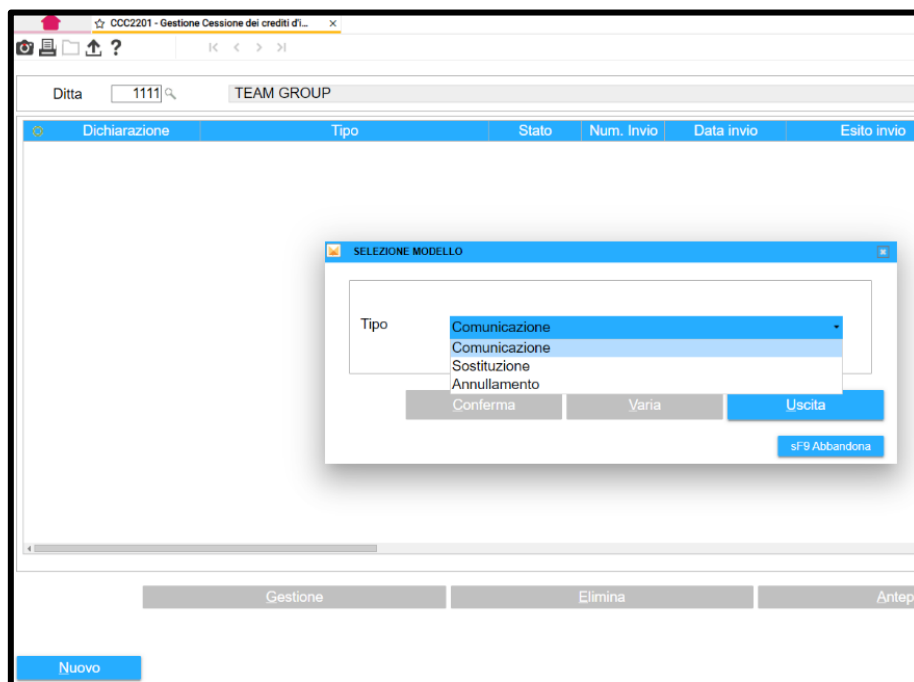 CCC2201 - Gestione Cessione dei crediti d'i...
?
Ditta 1111 TEAM GROUP
Dichiarazione Tipo Stato Num. Invio Data invio Esito invio
SELEZIONE MODELLO
Tipo Comunicazione
Comunicazione
Sostituzione
Annullamento
Conferma Varia Uscita
sF9 Abbandona
Gestione Elimina Antep
Nuovo